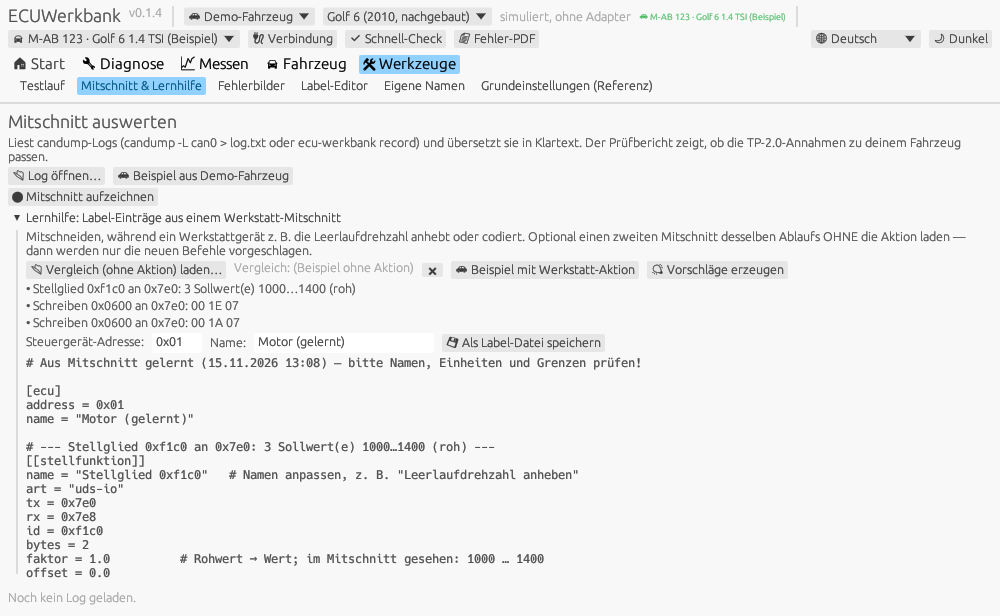 ECUWerkbank v0.1.4 Demo-Fahrzeug Golf 6 (2010, nachgebaut) simuliert, ohne Adapter M-AB 123 · Golf 6 1.4 TSI (Beispiel)
M-AB 123 · Golf 6 1.4 TSI (Beispiel) Verbindung Schnell-Check Fehler-PDF Deutsch Dunkel
Start Diagnose Messen Fahrzeug Werkzeuge
Testlauf Mitschnitt & Lernhilfe Fehlerbilder Label-Editor Eigene Namen Grundeinstellungen (Referenz)
Mitschnitt auswerten
Liest candump-Logs (candump -L can0 > log.txt oder ecu-werkbank record) und übersetzt sie in Klartext. Der Prüfbericht zeigt, ob die TP-2.0-Annahmen zu deinem Fahrzeug
passen.
Log öffnen… Beispiel aus Demo-Fahrzeug
Mitschnitt aufzeichnen
Lernhilfe: Label-Einträge aus einem Werkstatt-Mitschnitt
Mitschneiden, während ein Werkstattgerät z. B. die Leerlaufdrehzahl anhebt oder codiert. Optional einen zweiten Mitschnitt desselben Ablaufs OHNE die Aktion laden —
dann werden nur die neuen Befehle vorgeschlagen.
Vergleich (ohne Aktion) laden… Vergleich: (Beispiel ohne Aktion) × Beispiel mit Werkstatt-Aktion Vorschläge erzeugen
• Stellglied 0xf1c0 an 0x7e0: 3 Sollwert(e) 1000…1400 (roh)
• Schreiben 0x0600 an 0x7e0: 00 1E 07
• Schreiben 0x0600 an 0x7e0: 00 1A 07
Steuergerät-Adresse: 0x01 Name: Motor (gelernt) Als Label-Datei speichern
# Aus Mitschnitt gelernt (15.11.2026 13:08) – bitte Namen, Einheiten und Grenzen prüfen!
[ecu]
address = 0x01
name = "Motor (gelernt)"
# --- Stellglied 0xf1c0 an 0x7e0: 3 Sollwert(e) 1000…1400 (roh) ---
[[stellfunktion]]
name = "Stellglied 0xf1c0" # Namen anpassen, z. B. "Leerlaufdrehzahl anheben"
art = "uds-io"
tx = 0x7e0
rx = 0x7e8
id = 0xf1c0
bytes = 2
faktor = 1.0 # Rohwert → Wert; im Mitschnitt gesehen: 1000 … 1400
offset = 0.0
Noch kein Log geladen.